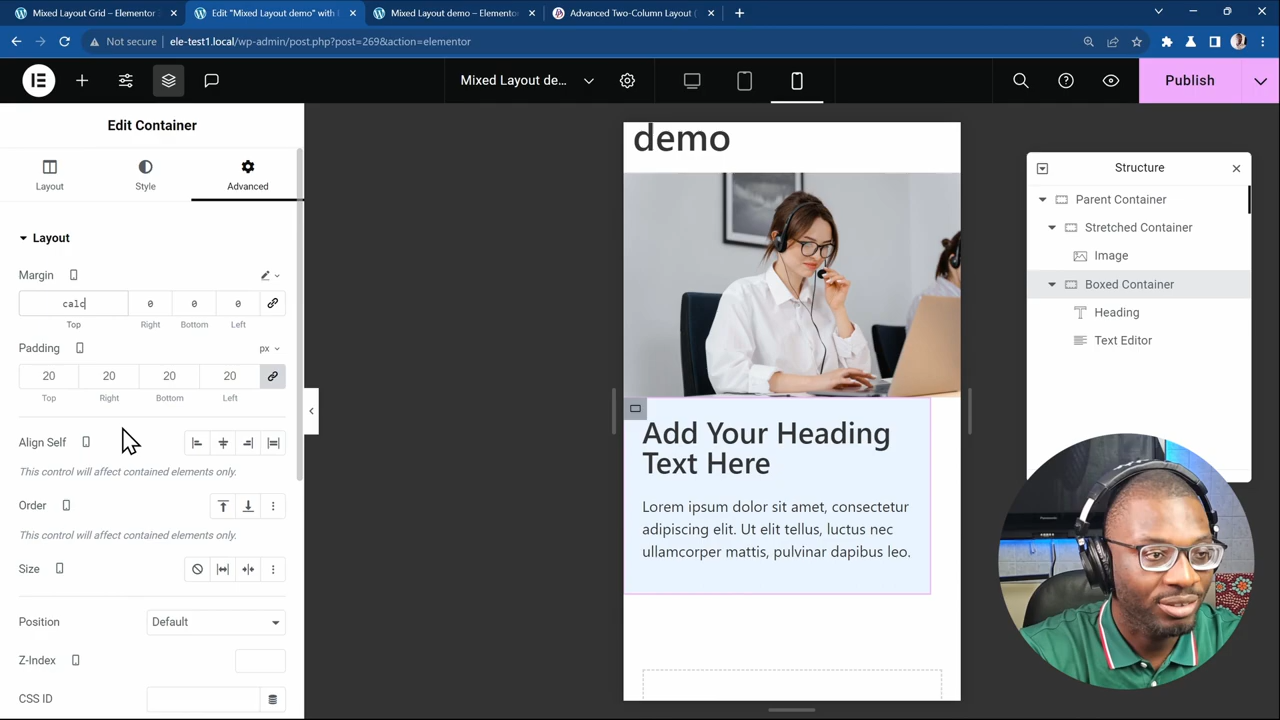 Mixed Layout Grid – Elementor
Edit "Mixed Layout demo" with
Mixed Layout demo – Elementor
Advanced Two-Column Layout (
Not secure
ele-test1.local/wp-admin/post.php?post=269&action=elementor
Mixed Layout de...
Publish
Edit Container
Layout
Style
Advanced
Layout
Margin
calc
0
0
0
Top
Right
Bottom
Left
Padding
px
20
20
20
20
Top
Right
Bottom
Left
Align Self
This control will affect contained elements only.
Order
This control will affect contained elements only.
Size
Position
Default
Z-Index
CSS ID
demo
Add Your Heading
Text Here
Lorem ipsum dolor sit amet, consectetur
adipiscing elit. Ut elit tellus, luctus nec
ullamcorper mattis, pulvinar dapibus leo.
Structure
Parent Container
Stretched Container
Image
Boxed Container
Heading
Text Editor